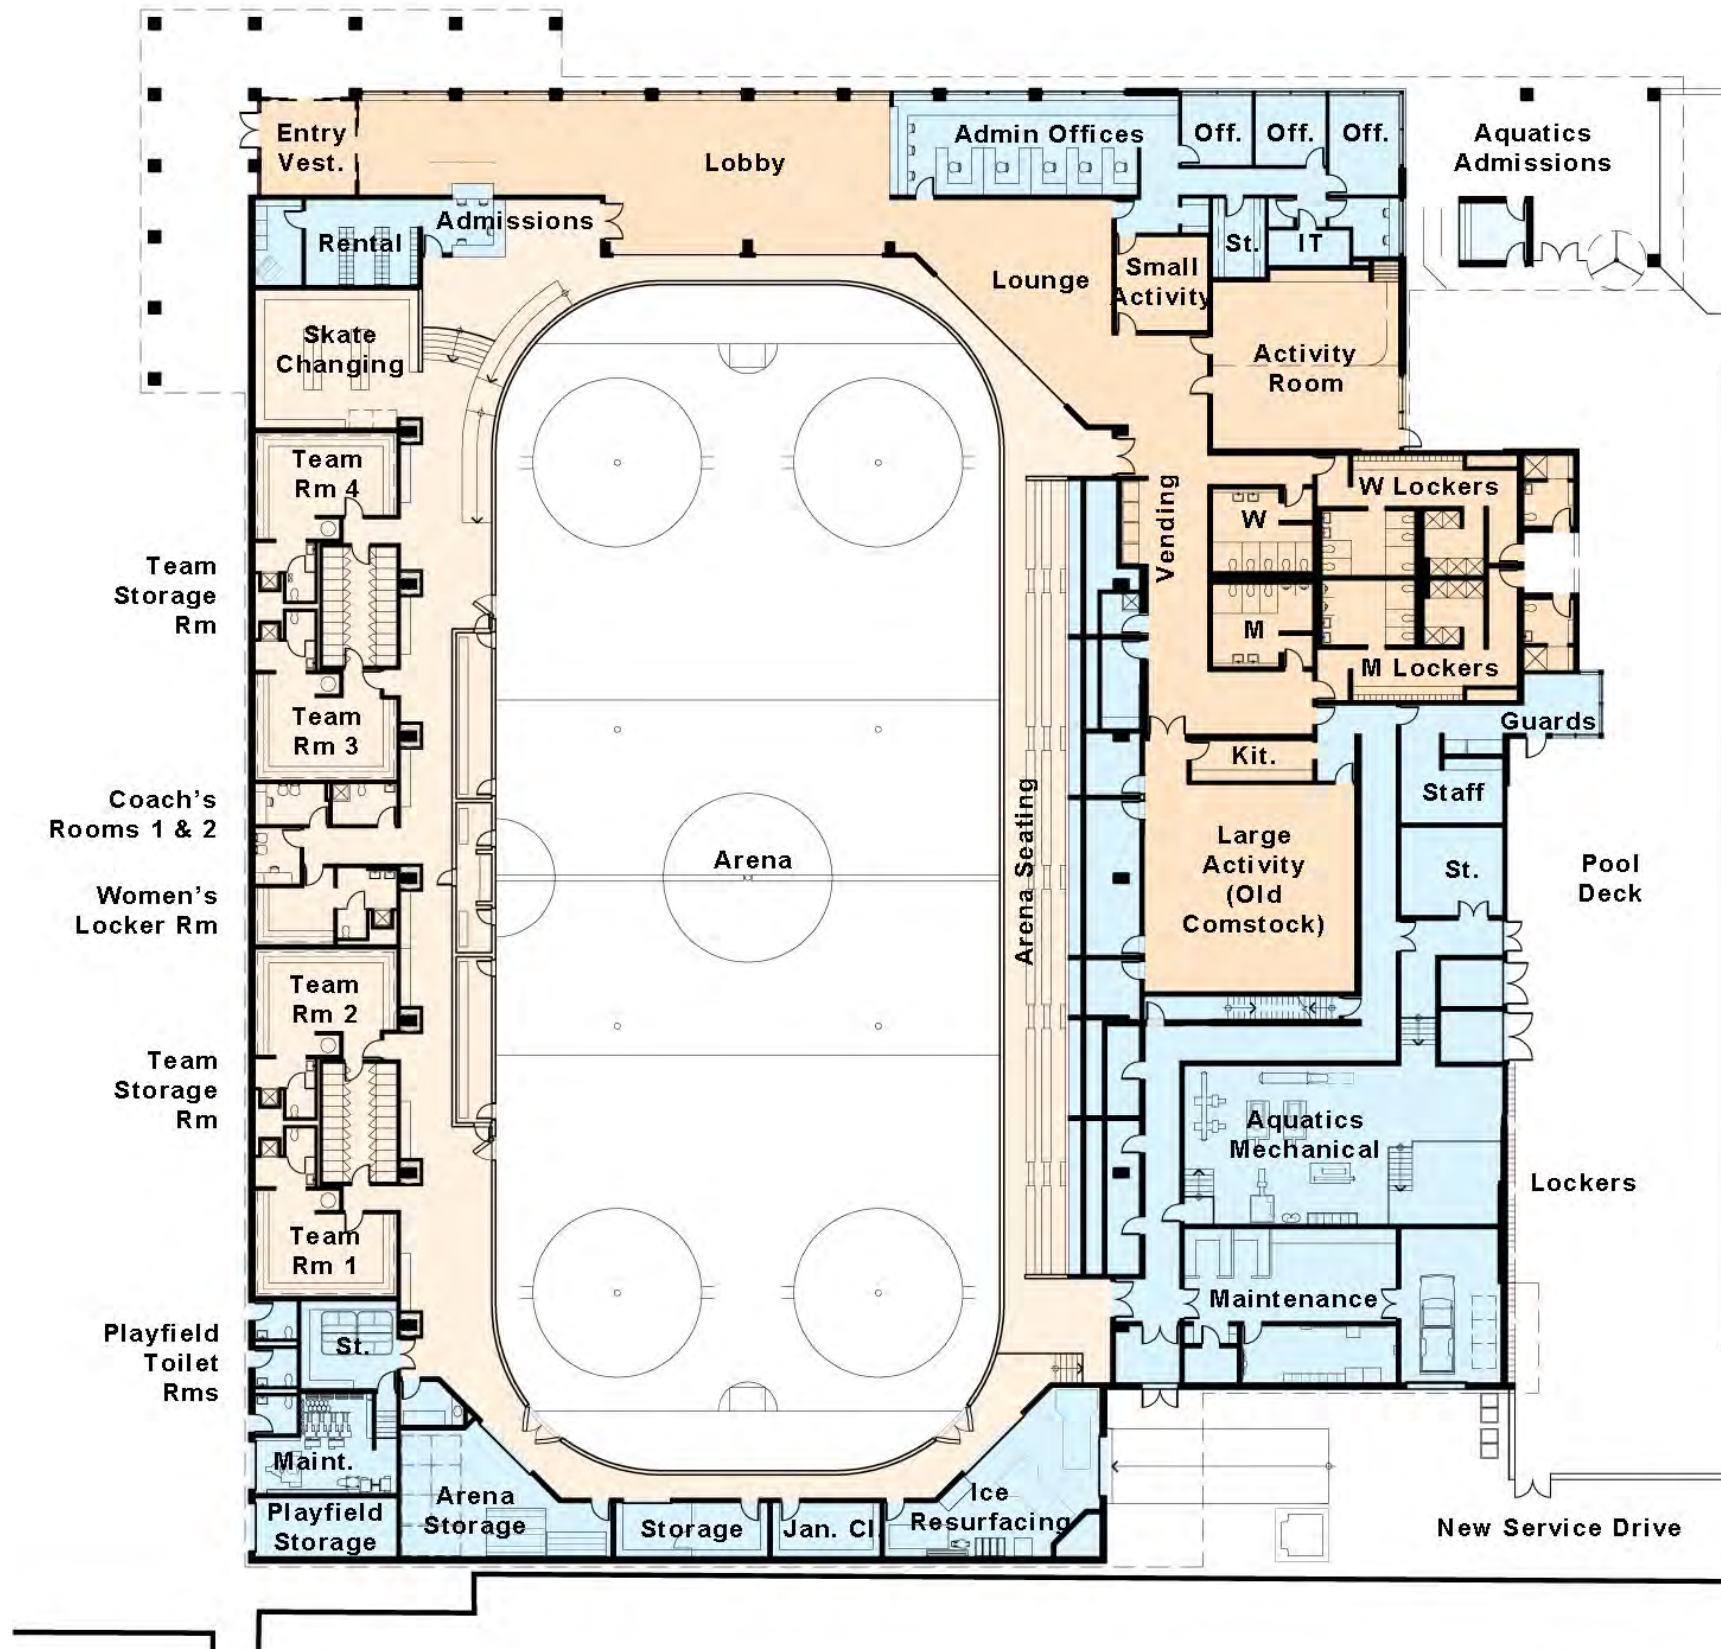 Entry
Vest.
Lobby
Admin Offices
Off.
Off.
Off.
Aquatics
Admissions
Rental
Admissions
St.
IT
Small
Activity
Lounge
Skate
Changing
Activity
Room
Team
Rm 4
W Lockers
Vending
W
Team
Storage
Rm
M
M Lockers
Team
Rm 3
Guards
Kit.
Coach's
Rooms 1 & 2
Staff
Arena
Arena Seating
Large
Activity
(Old
Comstock)
St.
Pool
Deck
Women's
Locker Rm
Team
Rm 2
Team
Storage
Rm
Aquatics
Mechanical
Lockers
Team
Rm 1
Maintenance
Playfield
Toilet
Rms
St.
Maint.
Arena
Storage
Playfield
Storage
Storage
Jan. Cl.
Ice
Resurfacing
New Service Drive